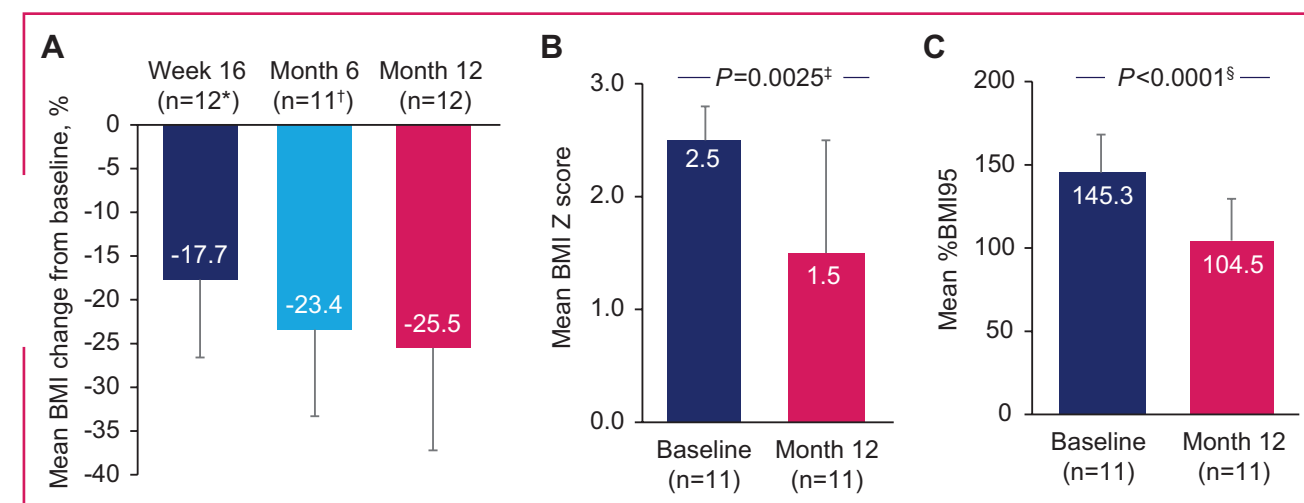 A
Week 16
(n=12*)
Month 6
(n=11†)
Month 12
(n=12)
Mean BMI change from baseline, %
0
-5
-10
-15
-20
-25
-30
-35
-40
-17.7
-23.4
-25.5
B
P=0.0025‡
Mean BMI Z score
3.0
2.0
1.0
0.0
2.5
1.5
Baseline
(n=11)
Month 12
(n=11)
C
P<0.0001§
Mean %BMI95
200
150
100
50
0
145.3
104.5
Baseline
(n=11)
Month 12
(n=11)